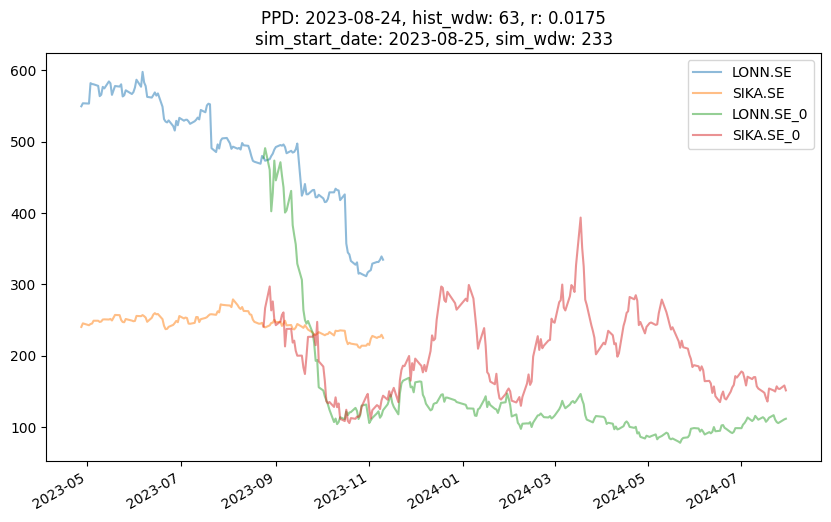 PPD: 2023-08-24, hist_wdw: 63, r: 0.0175
sim_start_date: 2023-08-25, sim_wdw: 233
LONN.SE
SIKA.SE
LONN.SE_0
SIKA.SE_0
600
500
400
300
200
100
2023-05
2023-07
2023-09
2023-11
2024-01
2024-03
2024-05
2024-07